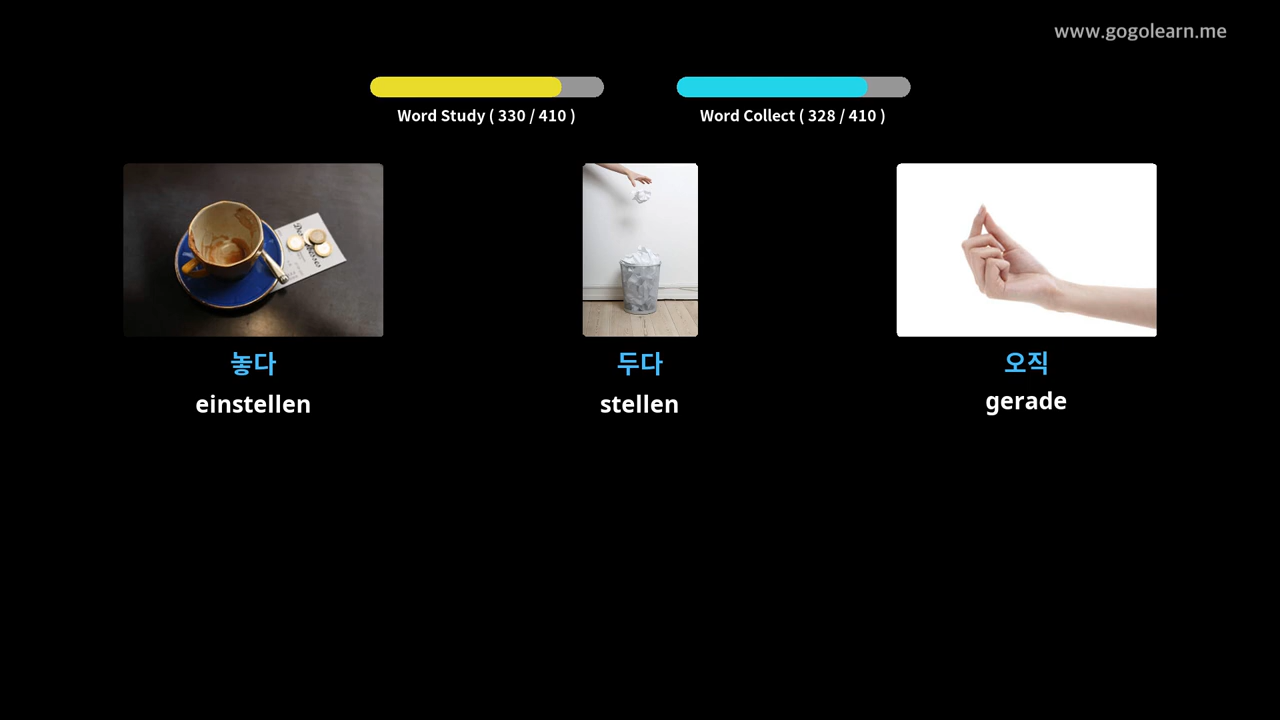 www.gogolearn.me
Word Study ( 330 / 410 )
Word Collect ( 328 / 410 )
놓다
두다
오직
einstellen
stellen
gerade